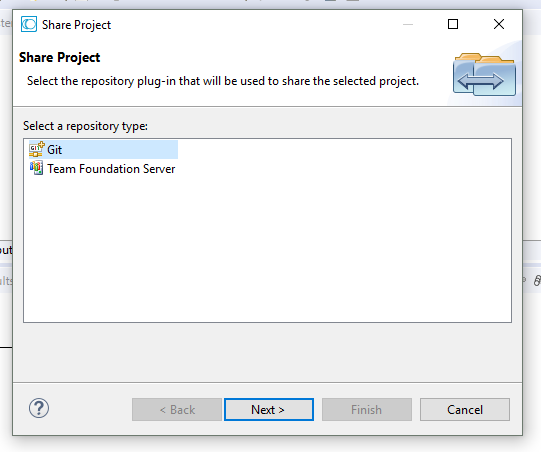 Share Project
Share Project
Select the repository plug-in that will be used to share the selected project.
Select a repository type:
GIT
Git
Team Foundation Server
?
< Back
Next >
Finish
Cancel